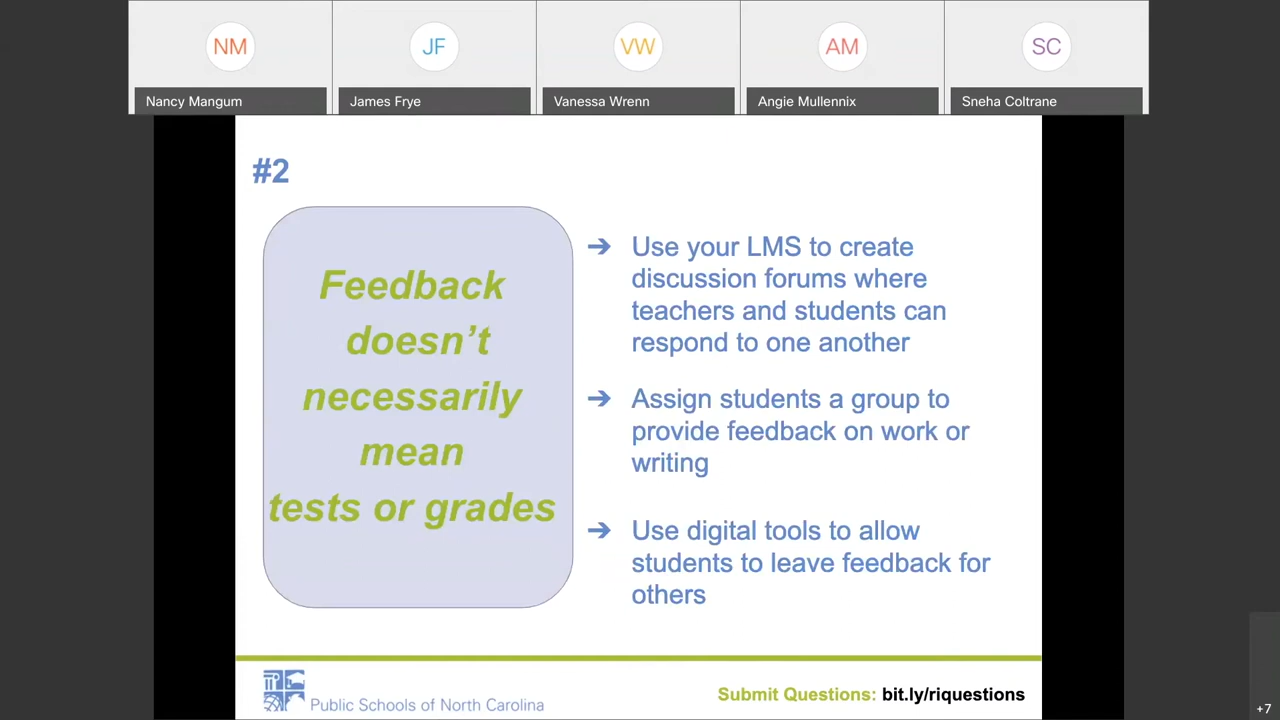 NM
JF
VW
AM
SC
Nancy Mangum
James Frye
Vanessa Wrenn
Angie Mullennix
Sneha Coltrane
#2
Feedback
doesn’t
necessarily
mean
tests or grades
➔ Use your LMS to create
discussion forums where
teachers and students can
respond to one another
➔ Assign students a group to
provide feedback on work or
writing
➔ Use digital tools to allow
students to leave feedback for
others
Public Schools of North Carolina
Submit Questions: bit.ly/riquestions
+7